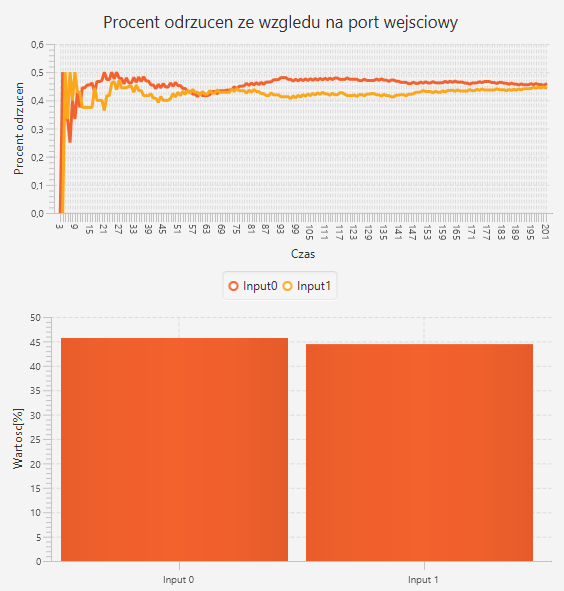 Procent odrzucen ze wzgledu na port wejsciowy
Procent odrzucen
0,6
0,5
0,4
0,3
0,2
0,1
0,0
3 9 15 21 27 33 39 45 51 57 63 69 75 81 87 93 99 105 111 117 123 129 135 141 147 153 159 165 171 177 183 189 195 201
Czas
Input0 Input1
Wartosc[%]
50
45
40
35
30
25
20
15
10
5
0
Input 0 Input 1